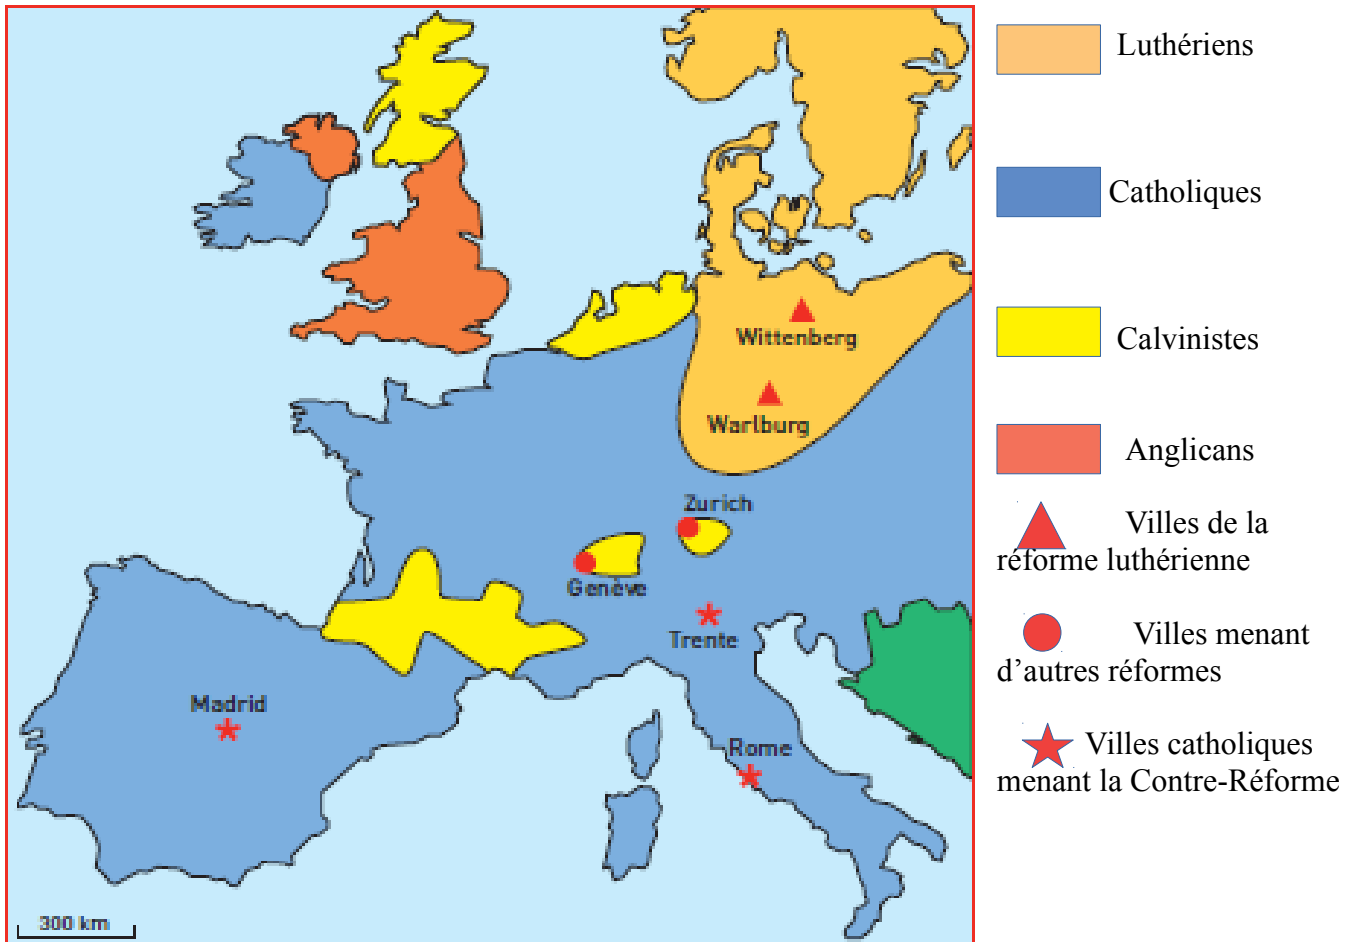 Wittenberg
Warlburg
Zurich
Genève
Trente
Madrid
Rome
300 km
Luthériens
Catholiques
Calvinistes
Anglicans
Villes de la
réforme luthérienne
Villes menant
d’autres réformes
Villes catholiques
menant la Contre-Réforme